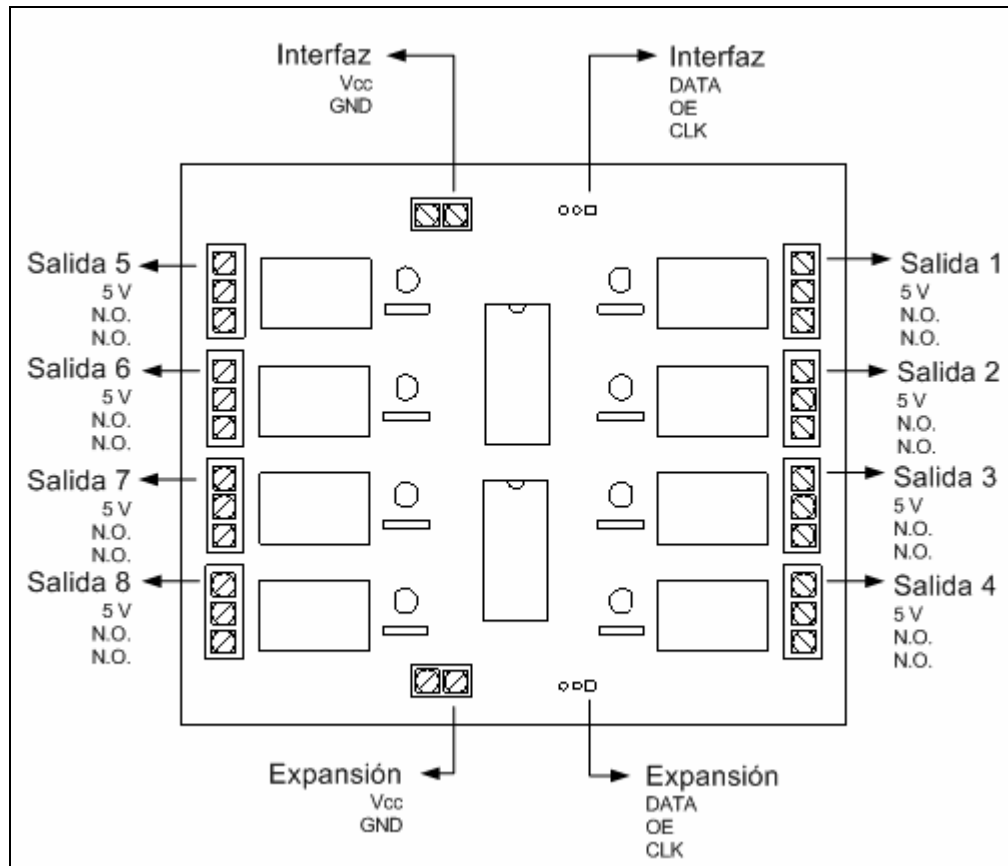 Interfaz
Vcc
GND
Interfaz
DATA
OE
CLK
Salida 5
5 V
N.O.
N.O.
Salida 6
5 V
N.O.
N.O.
Salida 7
5 V
N.O.
N.O.
Salida 8
5 V
N.O.
N.O.
Salida 1
5 V
N.O.
N.O.
Salida 2
5 V
N.O.
N.O.
Salida 3
5 V
N.O.
N.O.
Salida 4
5 V
N.O.
N.O.
Expansión
Vcc
GND
Expansión
DATA
OE
CLK